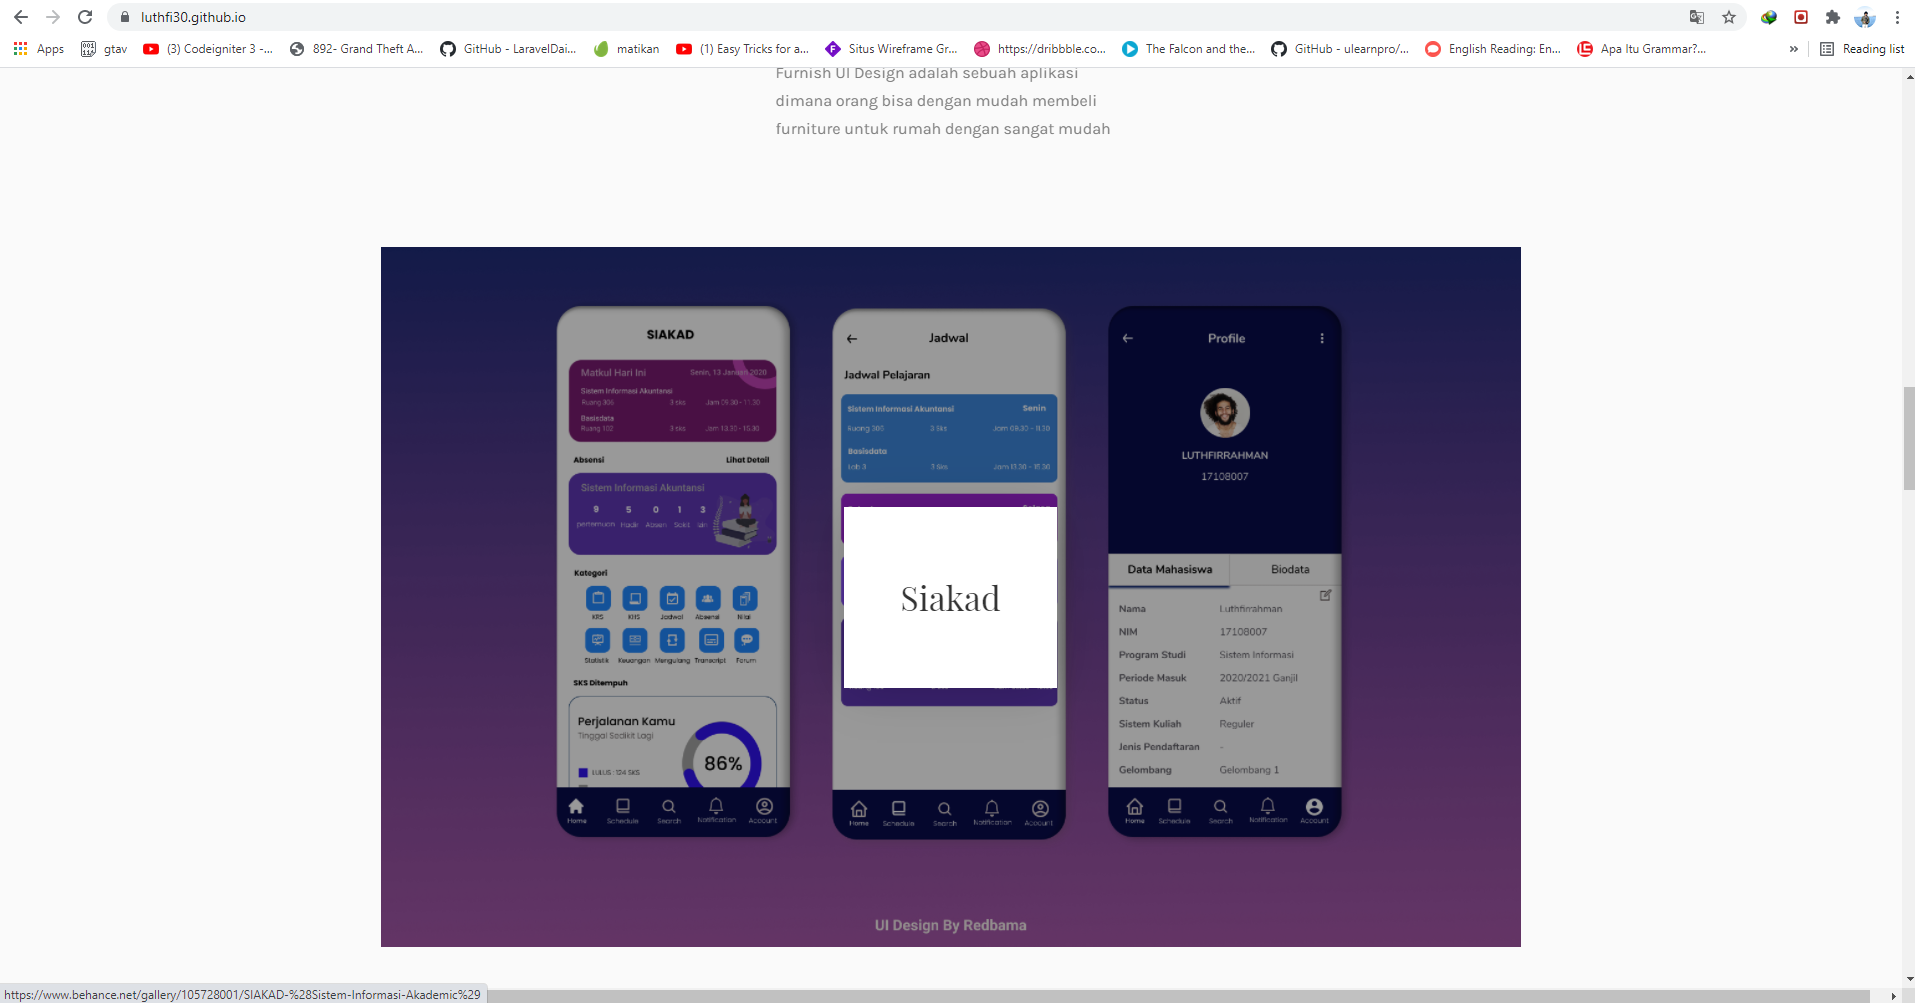 luthfi30.github.io
Apps
gtav
(3) Codeigniter 3 -...
892- Grand Theft A...
GitHub - LaravelDai...
matikan
(1) Easy Tricks for a...
Situs Wireframe Gr...
https://dribbble.co...
The Falcon and the...
GitHub - ulearnpro/...
English Reading: En...
Apa Itu Grammar?...
»
Reading list
Furnish UI Design adalah sebuah aplikasi
dimana orang bisa dengan mudah membeli
furniture untuk rumah dengan sangat mudah
SIAKAD
Matkul Hari Ini Senin, 13 Januari 2020
Sistem Informasi Akuntansi
Ruang 306 3 sks Jam 09.00 - 11.30
Basisdata
Ruang 102 3 sks Jam 13.30 - 15.30
Absensi Lihat Detail
Sistem Informasi Akuntansi
9 5 0 1 3
pertemuan Hadir Absen Sakit Izin
Kategori
KRS KHS Jadwal Absensi Nilai
Statistik Keuangan Mengulang Transcript Forum
SKS Ditempuh
Perjalanan Kamu
Tinggal Sedikit Lagi
86%
LULUS : 124 SKS
Home Schedule Search Notification Account
Jadwal
Jadwal Pelajaran
Sistem Informasi Akuntansi Senin
Ruang 306 3 Sks Jam 09.30 - 11.30
Basisdata
Lab 3 3 Sks Jam 13.30 - 15.30
Siakad
Home Schedule Search Notification Account
Profile
LUTHFIRRAHMAN
17108007
Data Mahasiswa Biodata
Nama Luthfirrahman
NIM 17108007
Program Studi Sistem Informasi
Periode Masuk 2020/2021 Ganjil
Status Aktif
Sistem Kuliah Reguler
Jenis Pendaftaran -
Gelombang Gelombang 1
Home Schedule Search Notification Account
UI Design By Redbama
https://www.behance.net/gallery/105728001/SIAKAD-%28Sistem-Informasi-Akademic%29